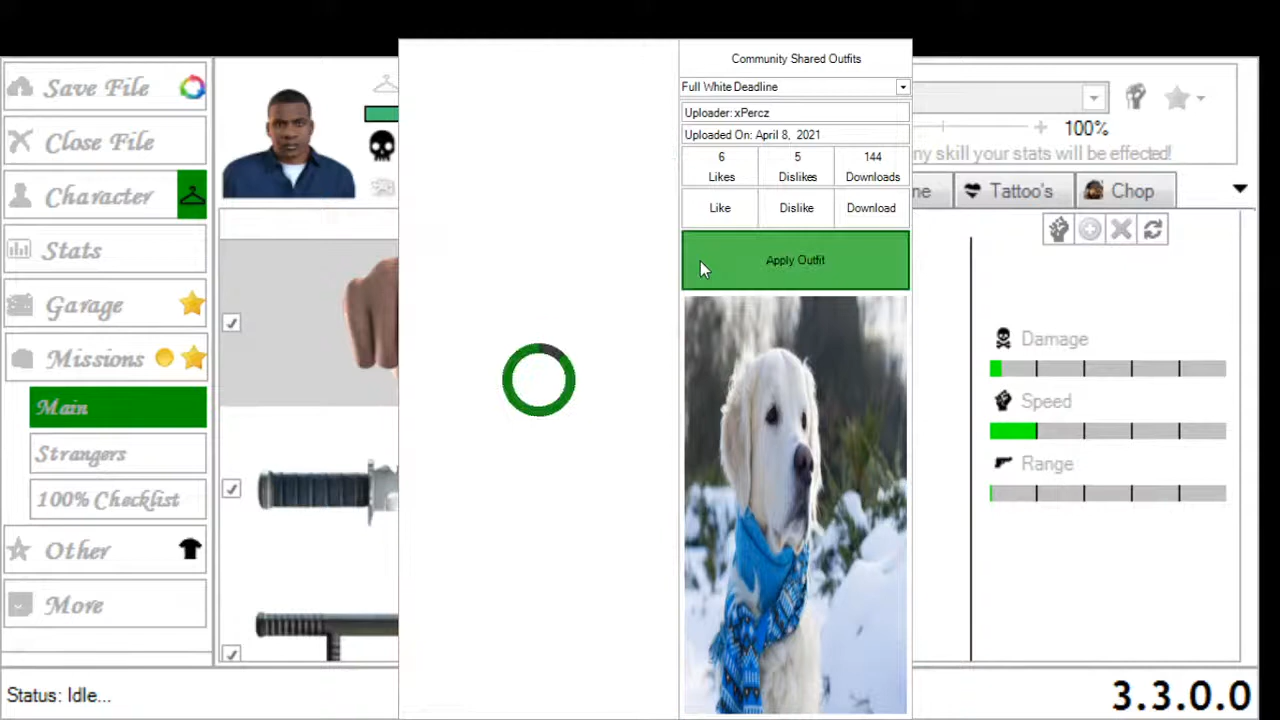 Save File
Close File
Character
Stats
Garage
Missions
Main
Strangers
100% Checklist
Other
More
Status: Idle...
Community Shared Outfits
Full White Deadline
Uploader: xPercz
Uploaded On: April 8, 2021
6 5 144
Likes Dislikes Downloads
Like Dislike Download
Apply Outfit
100%
ny skill your stats will be effected!
ne Tattoo's Chop
Damage
Speed
Range
3.3.0.0